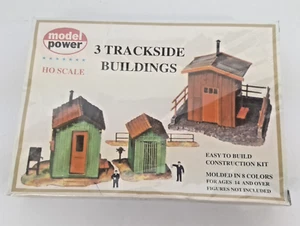 model
power
HO SCALE
3 TRACKSIDE
BUILDINGS
EASY TO BUILD
CONSTRUCTION KIT
MOLDED IN 8 COLORS
FOR AGES 14 AND OVER
FIGURES NOT INCLUDED